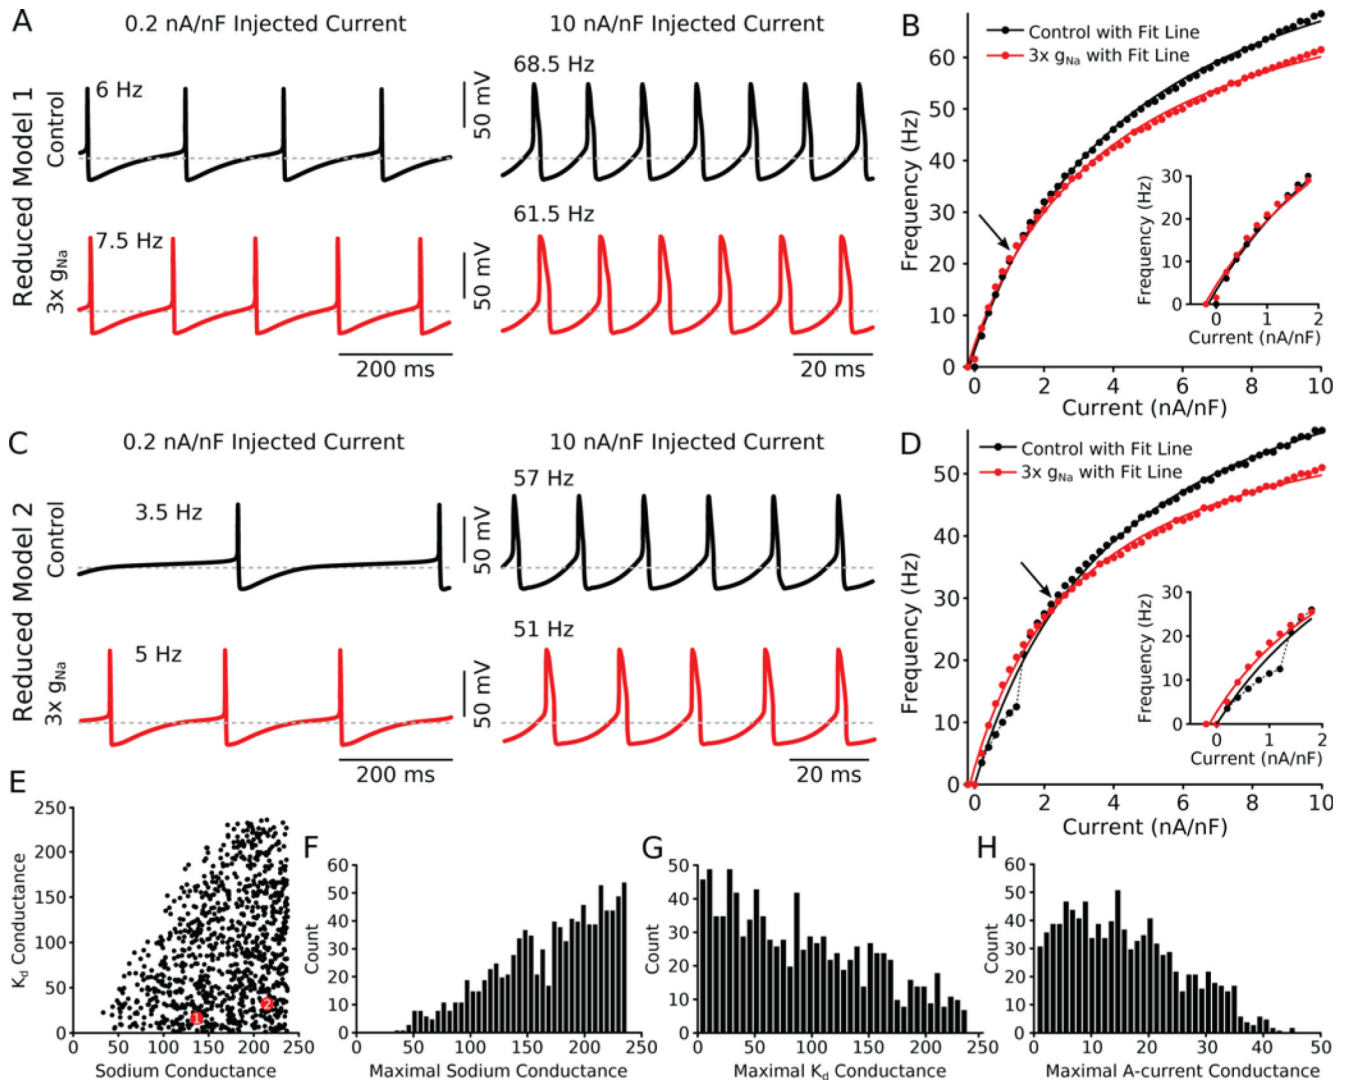 A
0.2 nA/nF Injected Current
10 nA/nF Injected Current
Reduced Model 1
Control
6 Hz
50 mV
68.5 Hz
3x gNa
7.5 Hz
50 mV
61.5 Hz
200 ms
20 ms
B
Control with Fit Line
3x gNa with Fit Line
Frequency (Hz)
60
50
40
30
20
10
0
0 2 4 6 8 10
Current (nA/nF)
Frequency (Hz)
30
20
10
0
0 1 2
Current (nA/nF)
C
0.2 nA/nF Injected Current
10 nA/nF Injected Current
Reduced Model 2
Control
3.5 Hz
50 mV
57 Hz
3x gNa
5 Hz
50 mV
51 Hz
200 ms
20 ms
D
Control with Fit Line
3x gNa with Fit Line
Frequency (Hz)
50
40
30
20
10
0
0 2 4 6 8 10
Current (nA/nF)
Frequency (Hz)
30
20
10
0
0 1 2
Current (nA/nF)
E
Kd Conductance
250
200
150
100
50
0
1
2
0 50 100 150 200 250
Sodium Conductance
F
Count
60
50
40
30
20
10
0
0 50 100 150 200 250
Maximal Sodium Conductance
G
Count
50
40
30
20
10
0
0 50 100 150 200 250
Maximal Kd Conductance
H
Count
60
50
40
30
20
10
0
0 10 20 30 40 50
Maximal A-current Conductance